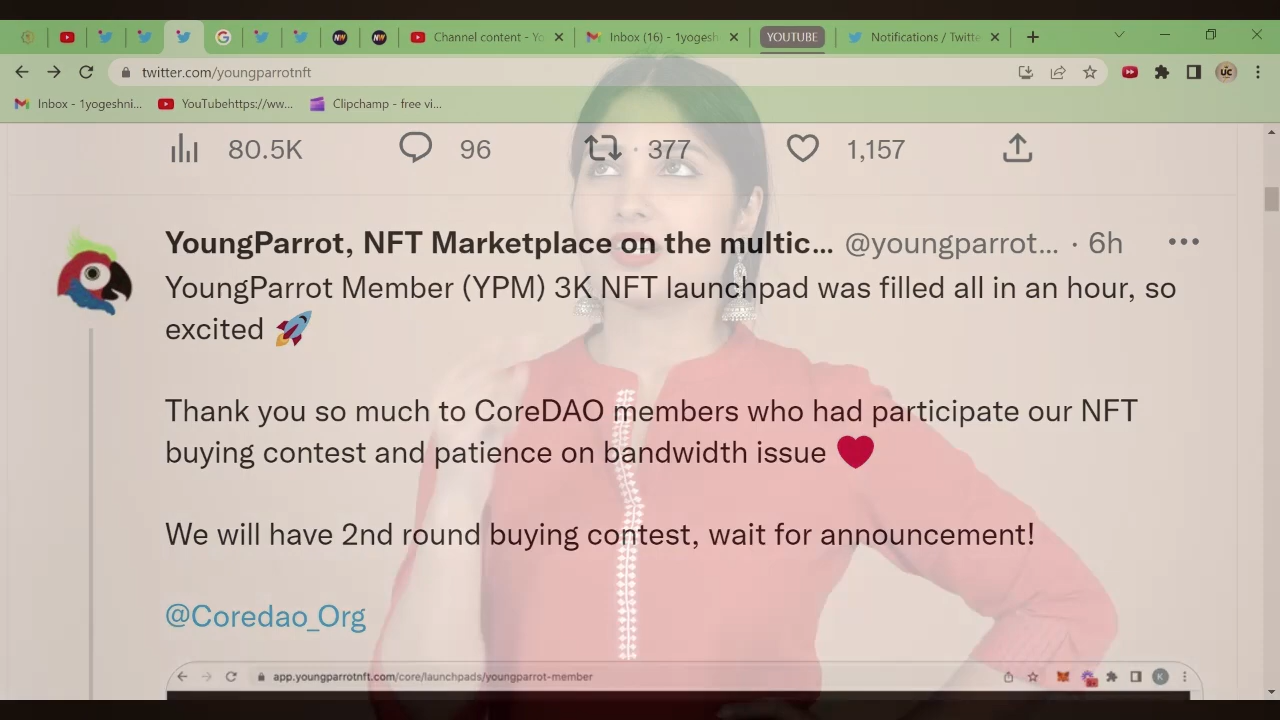 Channel content - Yo
Inbox (16) - 1yogesh
YOUTUBE
Notifications / Twitte
twitter.com/youngparrotnft
UC
Inbox - 1yogeshni...
YouTubehttps://ww...
Clipchamp - free vi...
80.5K 96 377 1,157
YoungParrot, NFT Marketplace on the multic... @youngparrot... · 6h
YoungParrot Member (YPM) 3K NFT launchpad was filled all in an hour, so
excited
Thank you so much to CoreDAO members who had participate our NFT
buying contest and patience on bandwidth issue
We will have 2nd round buying contest, wait for announcement!
@Coredao_Org
app.youngparrotnft.com/core/launchpads/youngparrot-member
K